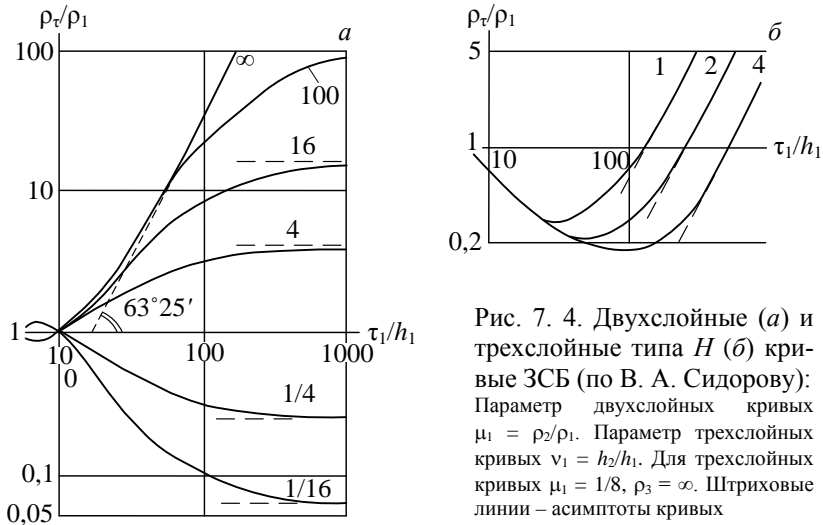 ρτ/ρ1
а
100
∞
100
16
10
4
63°25′
1
τ1/h1
10
0
100
1000
1/4
0,1
1/16
0,05
ρτ/ρ1
б
5
1
2
4
1
10
100
τ1/h1
0,2
Рис. 7. 4. Двухслойные (а) и
трехслойные типа Н (б) кри-
вые ЗСБ (по В. А. Сидорову):
Параметр двухслойных кривых
μ1 = ρ2/ρ1. Параметр трехслойных
кривых ν1 = h2/h1. Для трехслойных
кривых μ1 = 1/8, ρ3 = ∞. Штриховые
линии – асимптоты кривых